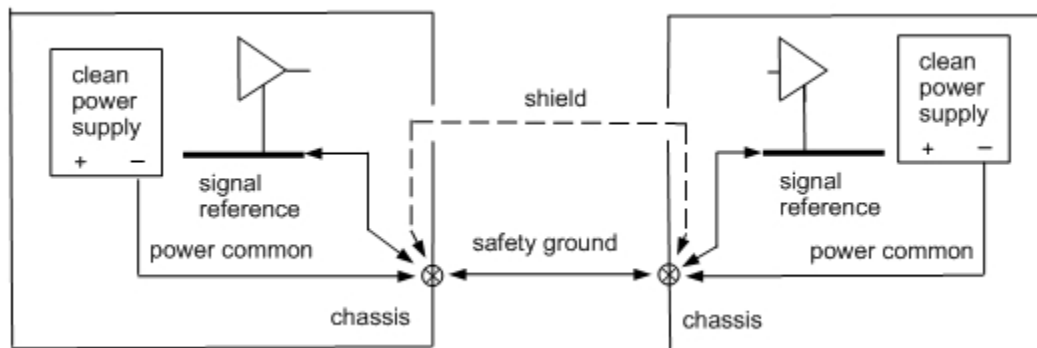 clean
power
supply
+ −
signal
reference
power common
chassis
shield
safety ground
clean
power
supply
+ −
signal
reference
power common
chassis